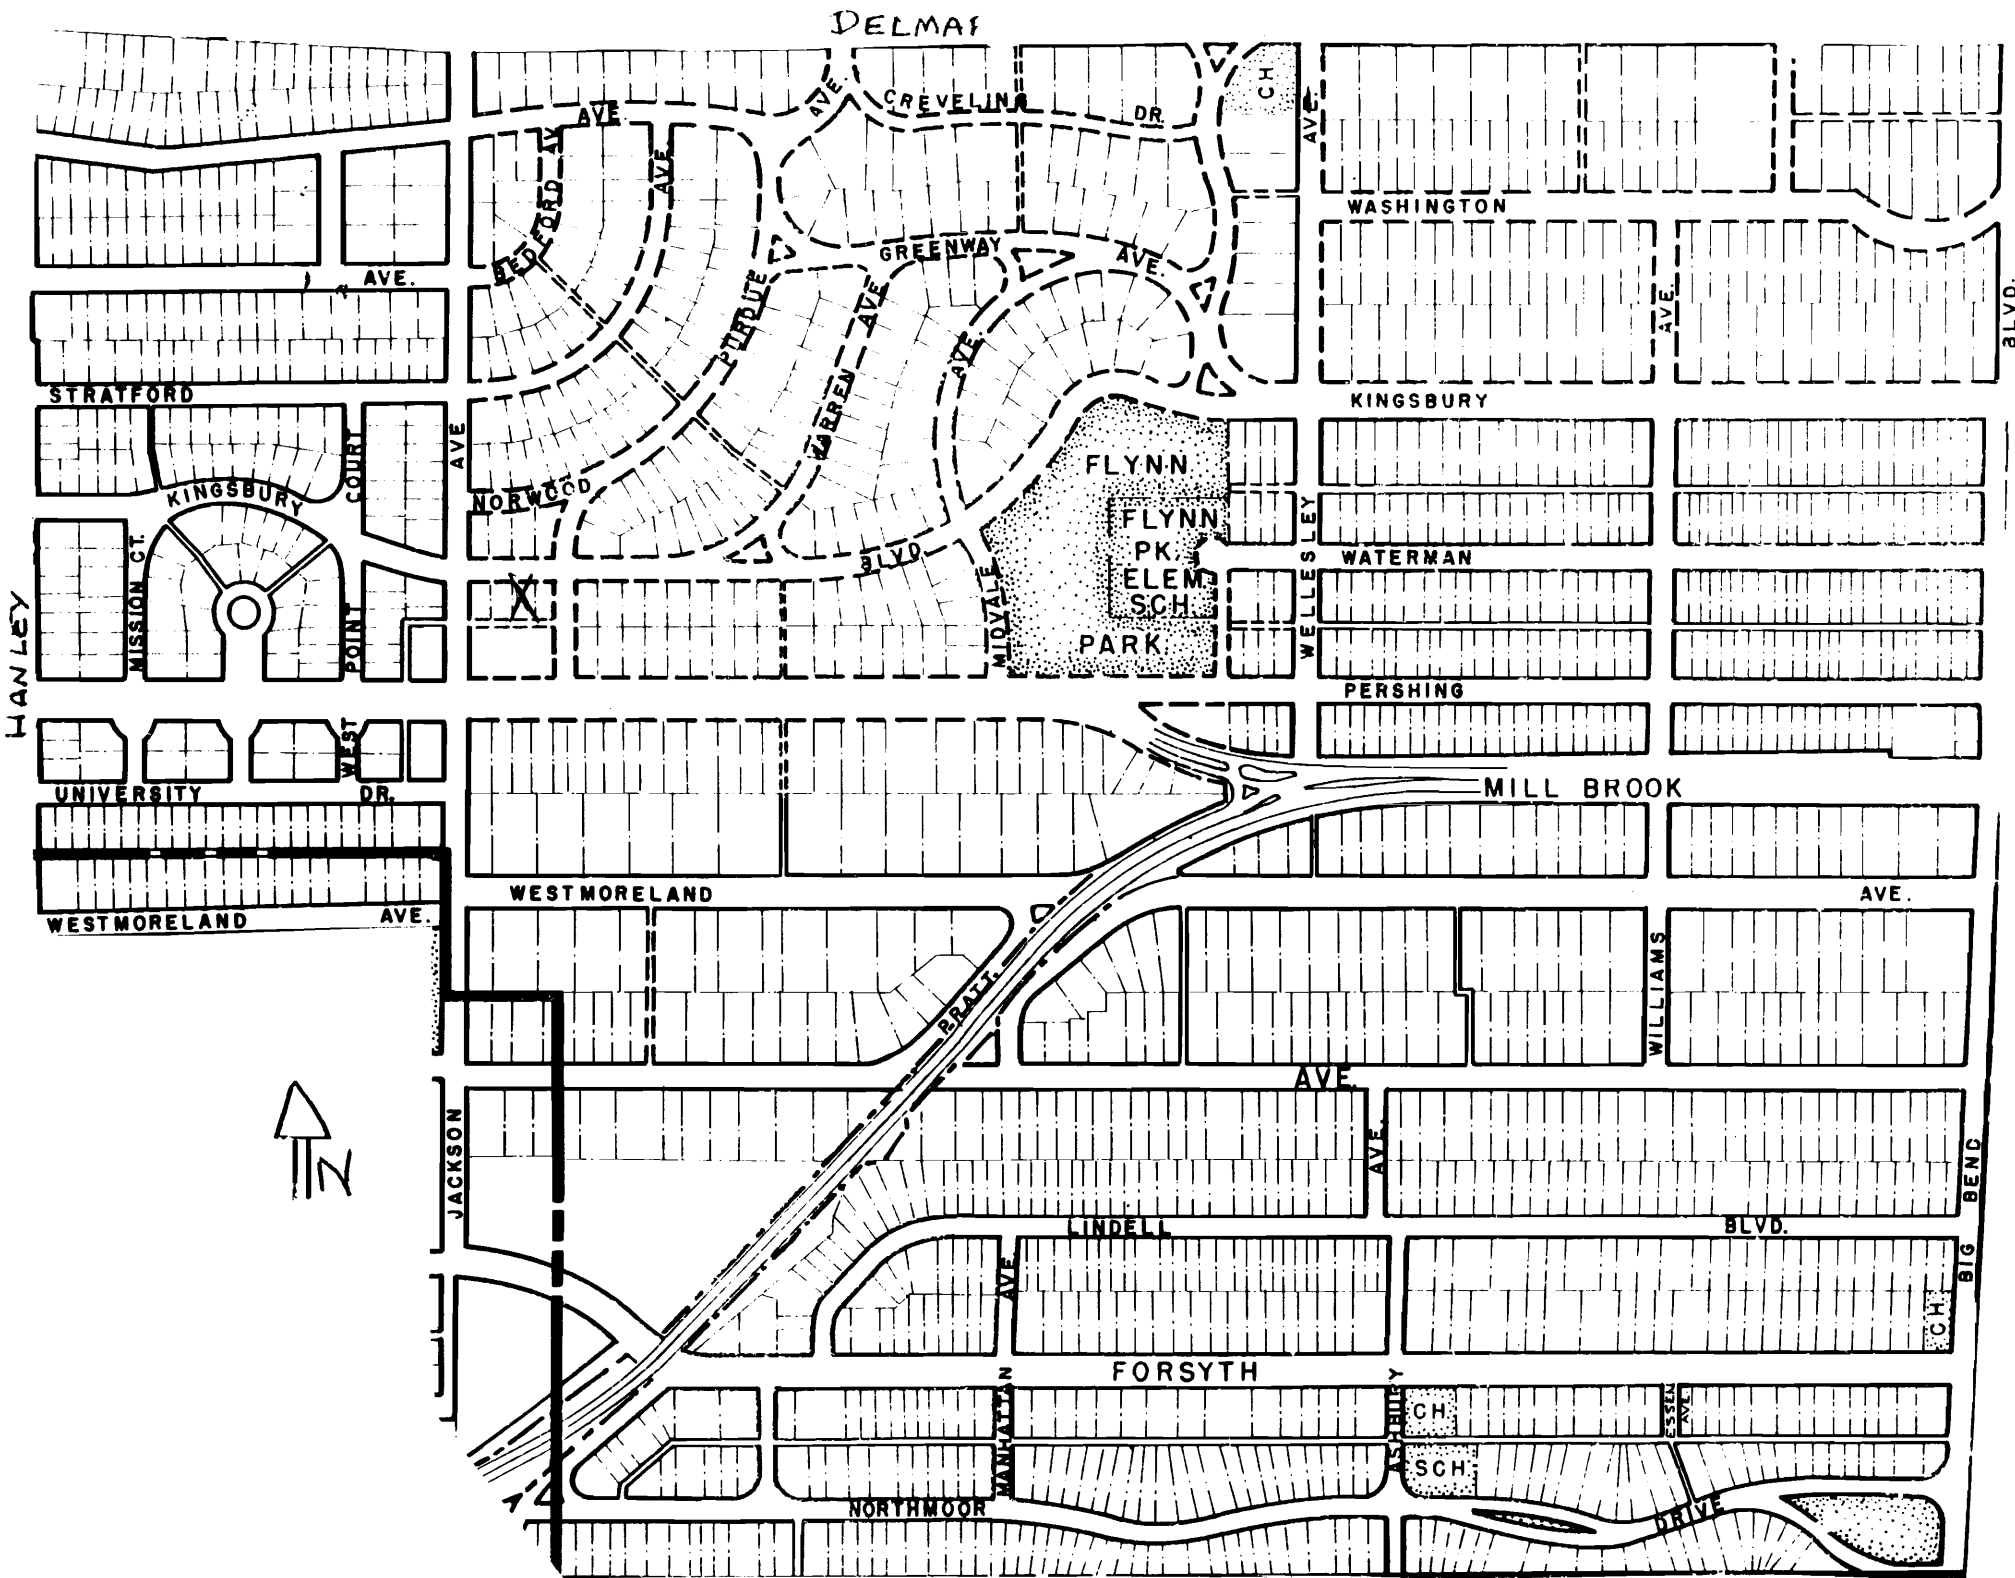 DELMAR
CH
CREVELING
DR.
AVE.
AVE.
AVE.
BEDFORD AV
AVE.
WASHINGTON
GREENWAY
AVE.
AVE.
PURDUE
AVE.
AVE.
AVE.
BLVD.
STRATFORD
KINGSBURY
COURT
AVE
WARREN
FLYNN
KINGSBURY
NORWOOD
FLYNN
PK.
ELEM.
SCH.
PARK
WELLESLEY
WATERMAN
BLVD.
MIDVALE
X
MISSION CT.
POINT
HANLEY
PERSHING
WEST
UNIVERSITY
DR.
MILL BROOK
WESTMORELAND
AVE.
WESTMORELAND
AVE.
PRATT.
WILLIAMS
AVE.
N
JACKSON
AVE.
BIG BEND
LINDELL
BLVD.
AVE.
CH
FORSYTH
MANHATTAN
ASHBURY
CH
ESSEN
AVE
SCH
NORTHMOOR
DRIVE